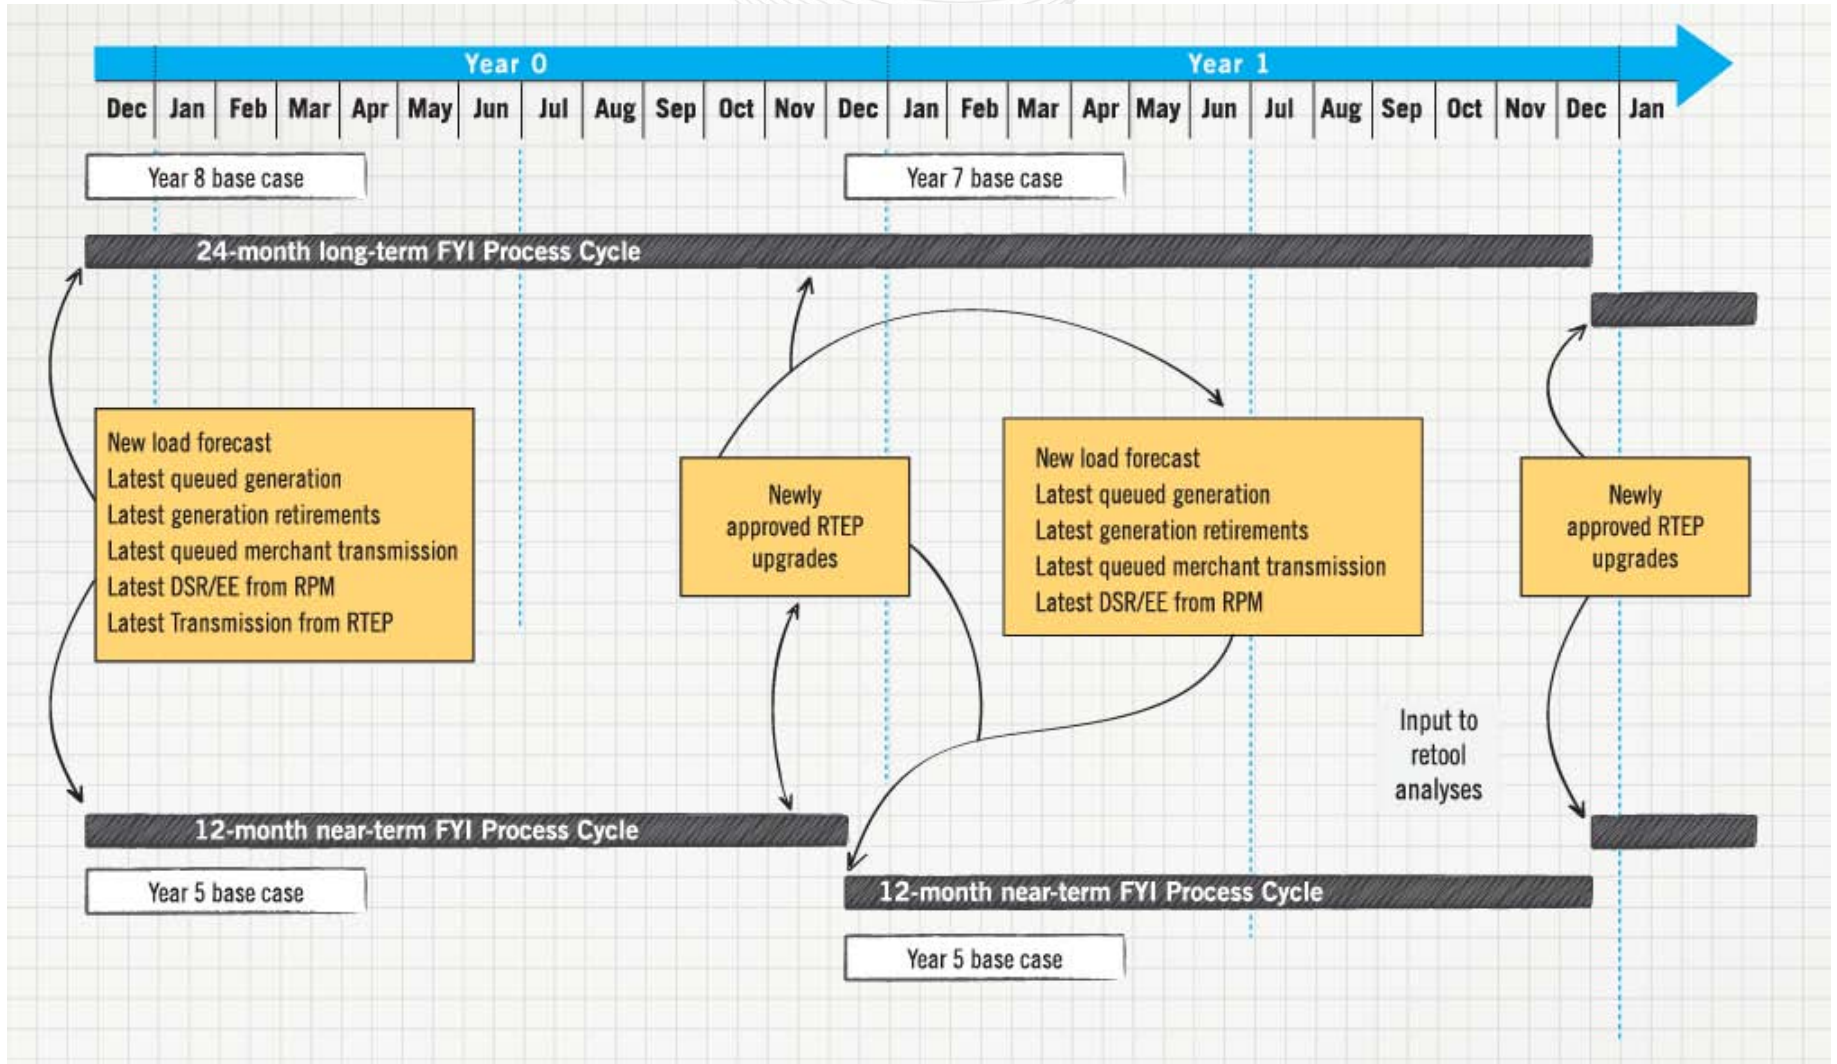 Year 0
Year 1
Dec Jan Feb Mar Apr May Jun Jul Aug Sep Oct Nov Dec Jan Feb Mar Apr May Jun Jul Aug Sep Oct Nov Dec Jan
Year 8 base case
Year 7 base case
24-month long-term FYI Process Cycle
New load forecast
Latest queued generation
Latest generation retirements
Latest queued merchant transmission
Latest DSR/EE from RPM
Latest Transmission from RTEP
Newly
approved RTEP
upgrades
New load forecast
Latest queued generation
Latest generation retirements
Latest queued merchant transmission
Latest DSR/EE from RPM
Newly
approved RTEP
upgrades
Input to
retool
analyses
12-month near-term FYI Process Cycle
Year 5 base case
12-month near-term FYI Process Cycle
Year 5 base case